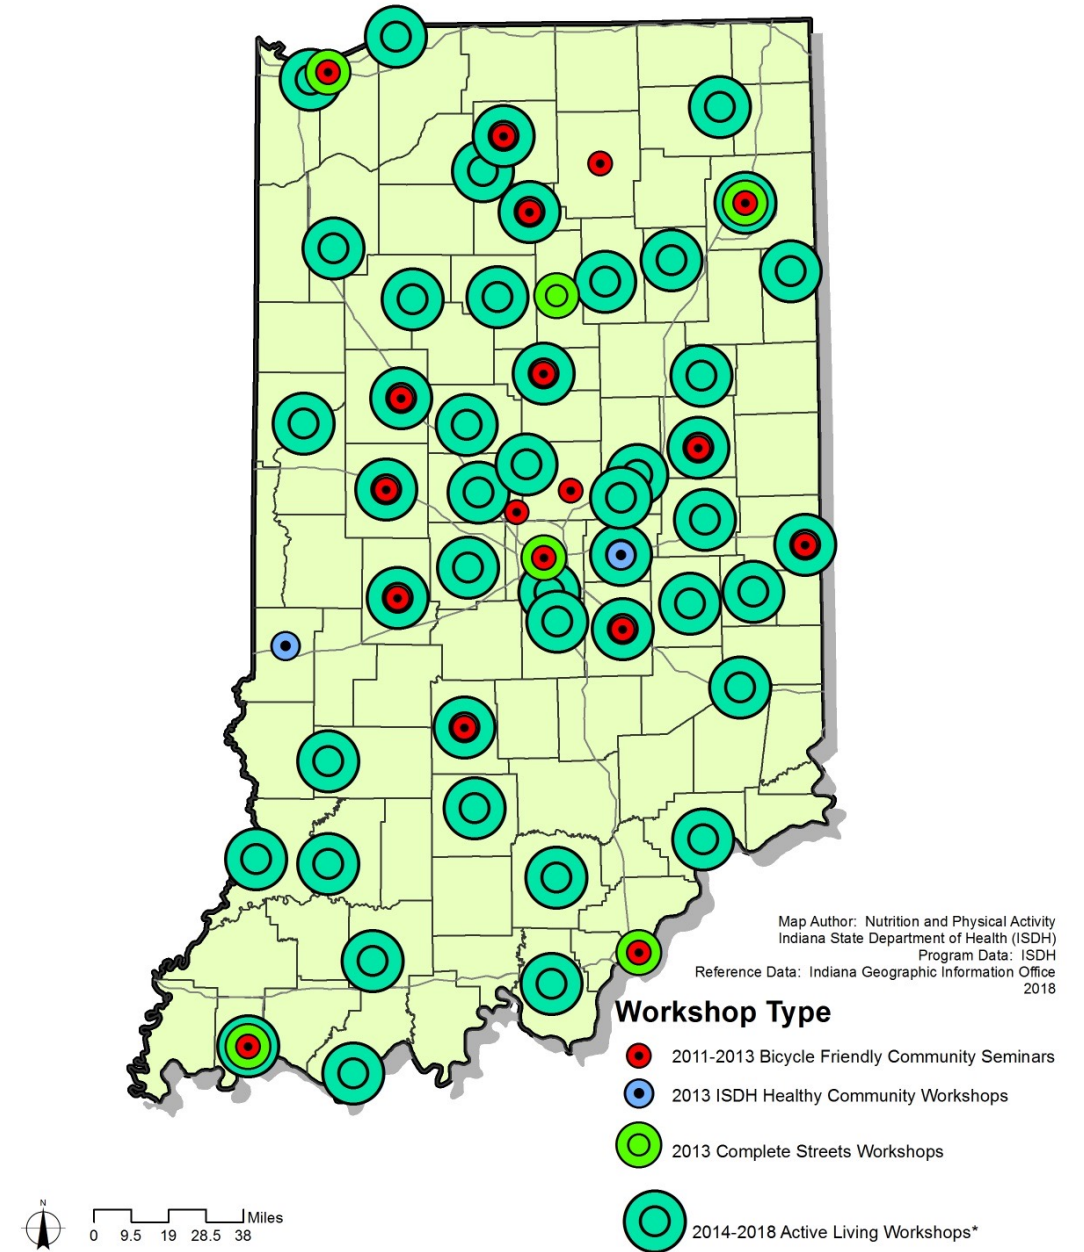 Map Author:  Nutrition and Physical Activity
Indiana State Department of Health (ISDH)
Program Data:  ISDH
Reference Data:  Indiana Geographic Information Office
2018
Workshop Type
2011-2013 Bicycle Friendly Community Seminars
2013 ISDH Healthy Community Workshops
2013 Complete Streets Workshops
2014-2018 Active Living Workshops*
N
Miles
0 9.5 19 28.5 38